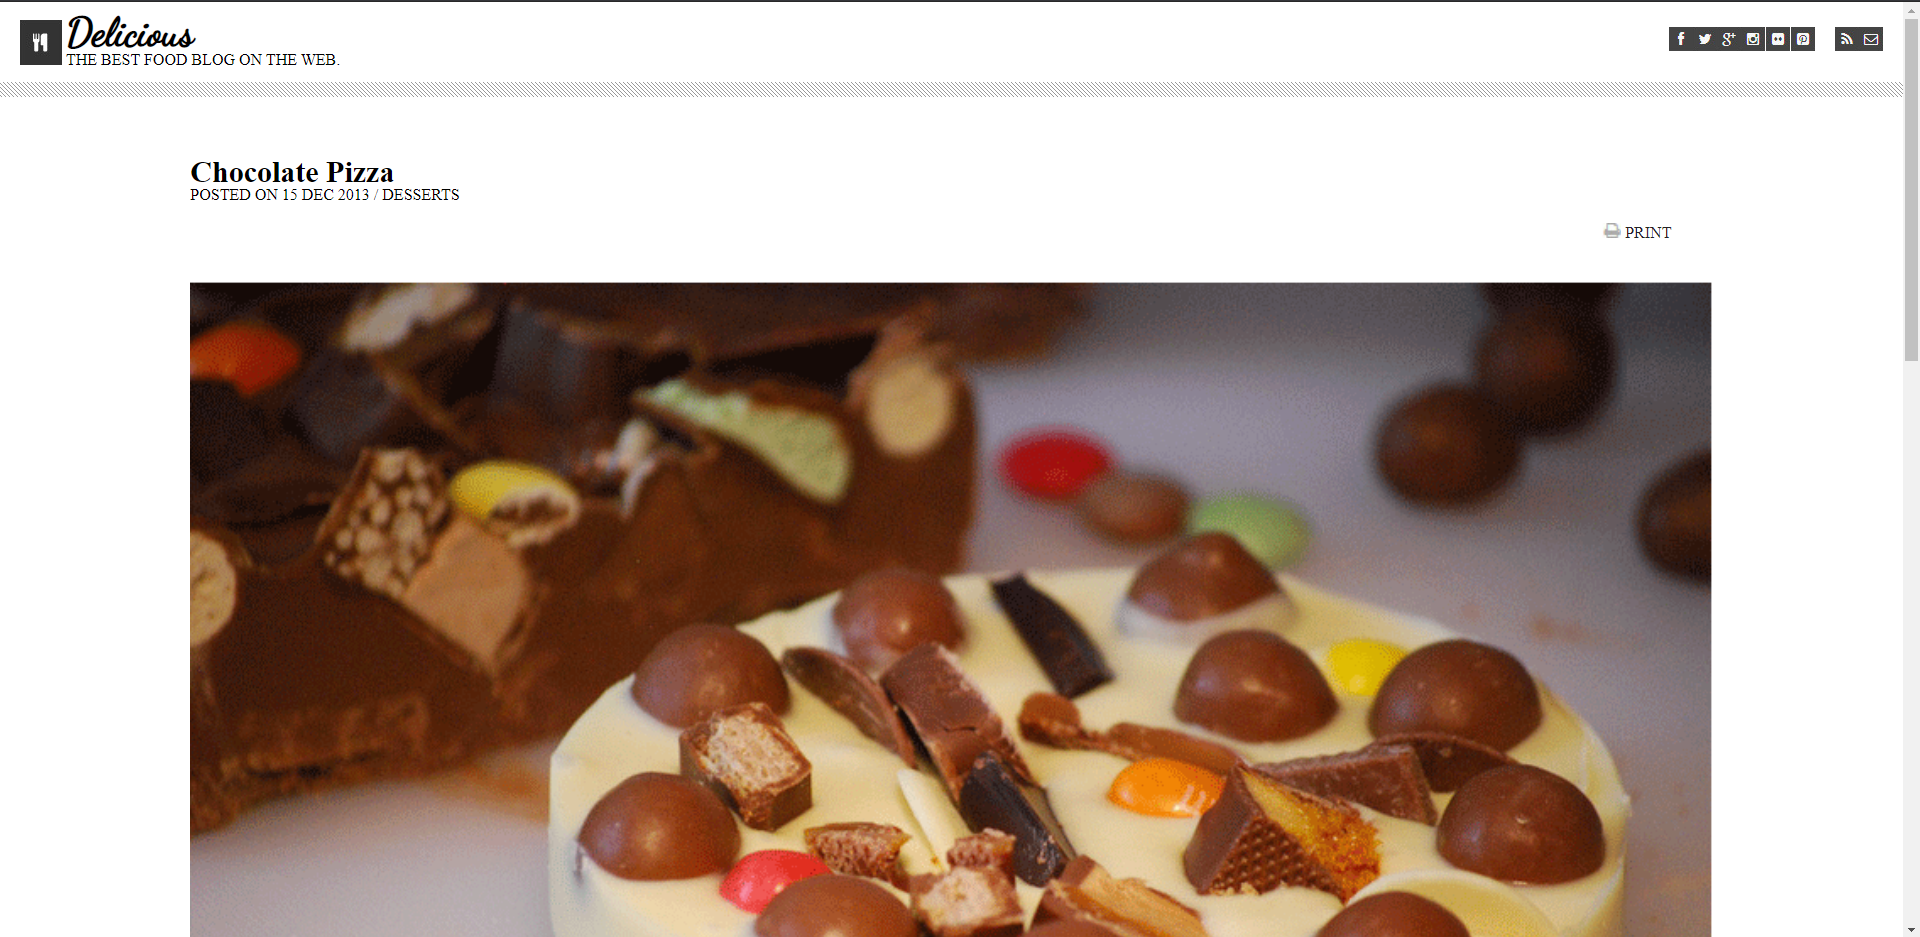 Delicious
THE BEST FOOD BLOG ON THE WEB.
Chocolate Pizza
POSTED ON 15 DEC 2013 / DESSERTS
PRINT